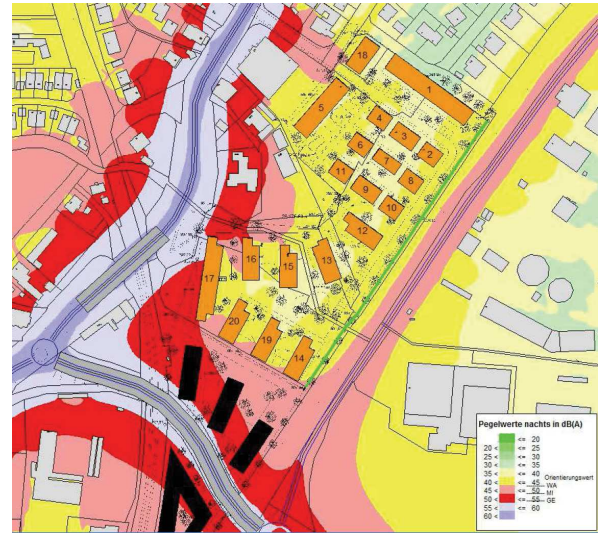 18
1
5
4
3
6
2
7
11
8
9
10
12
13
17
16
15
20
19
14
Pegelwerte nachts in dB(A)
<= 20
20 < <= 25
25 < <= 30
30 < <= 35
35 < <= 40
40 < <= 45 Orientierungswert
45 < <= 50 WA
50 < <= 55 MI
55 < <= 60 GE
60 <